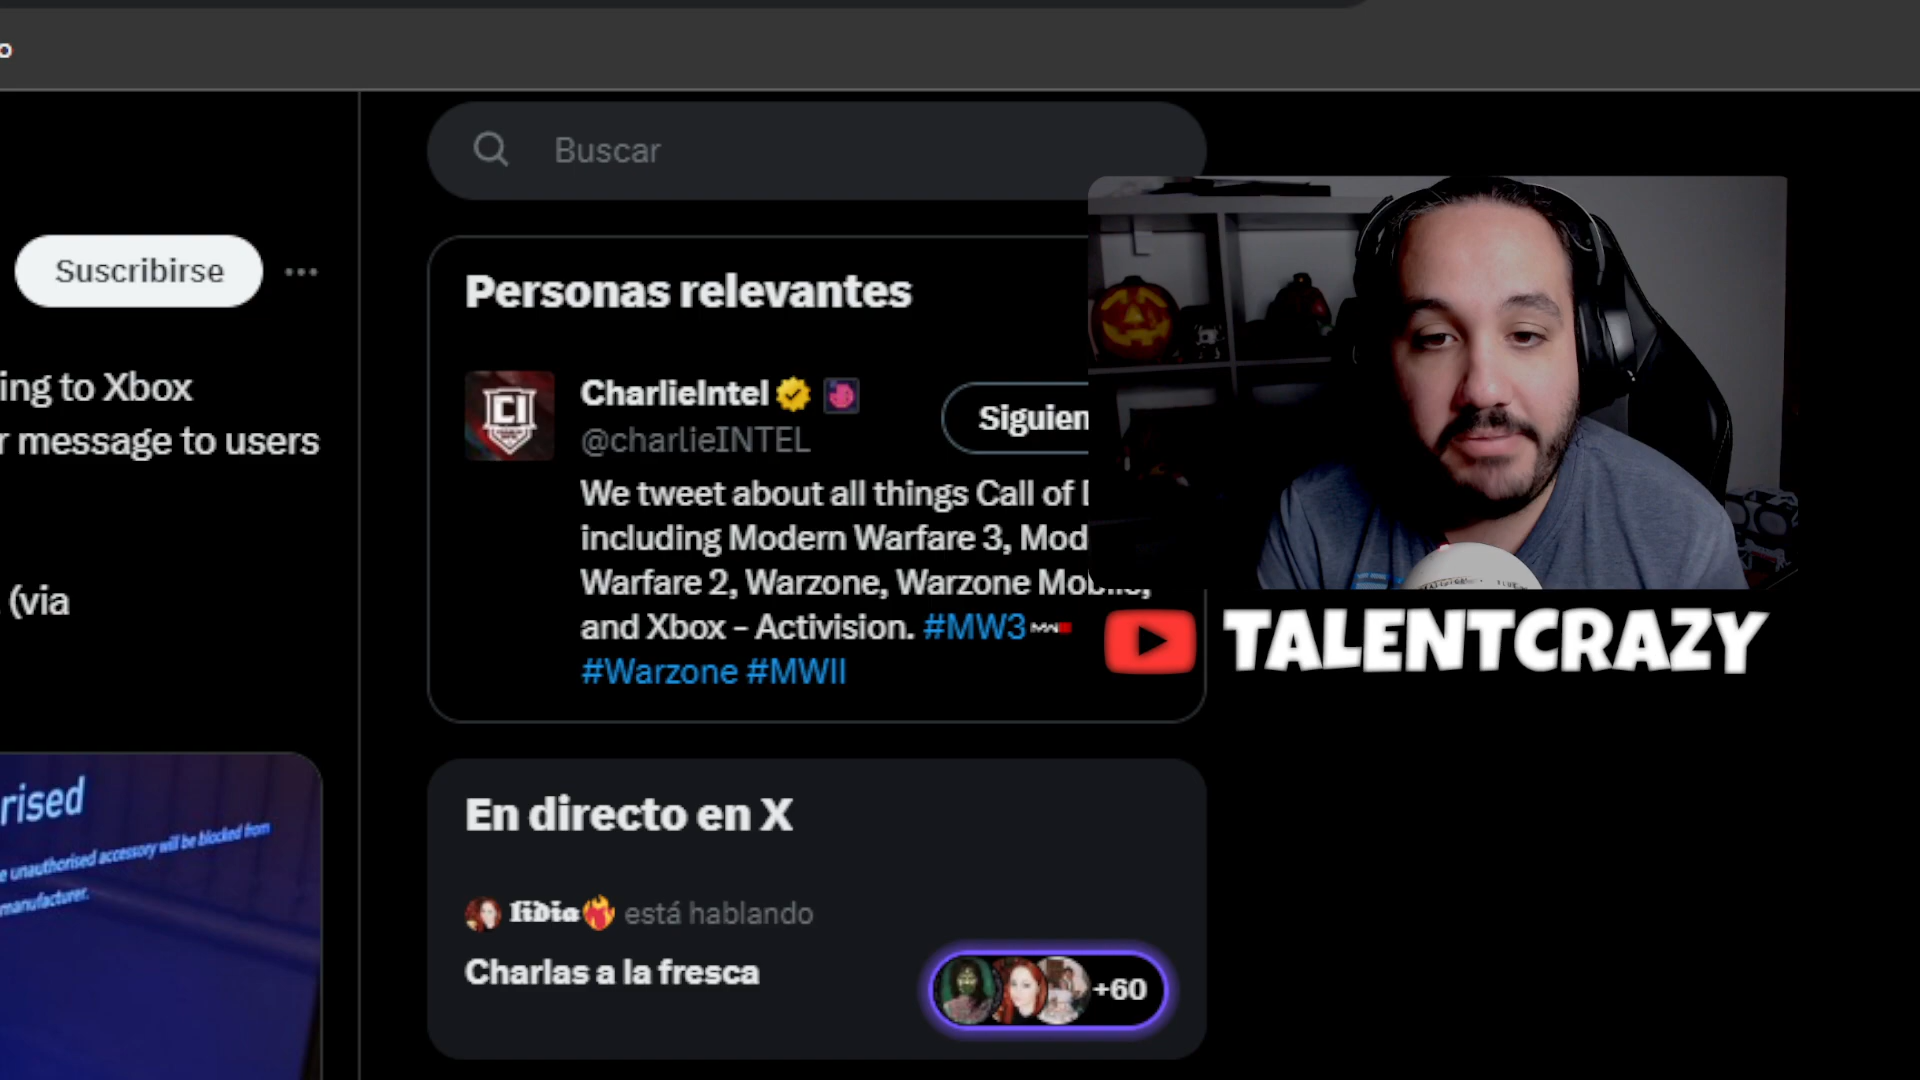 o
Buscar
Suscribirse
Personas relevantes
ing to Xbox
r message to users
CI
CharlieIntel
@charlieINTEL
Siguien
We tweet about all things Call of
including Modern Warfare 3, Mod
Warfare 2, Warzone, Warzone Mobile,
and Xbox – Activision. #MW3
#Warzone #MWII
(via
TALENTCRAZY
rised
e unauthorised accessory will be blocked from
manufacturer.
En directo en X
lidia está hablando
Charlas a la fresca
+60